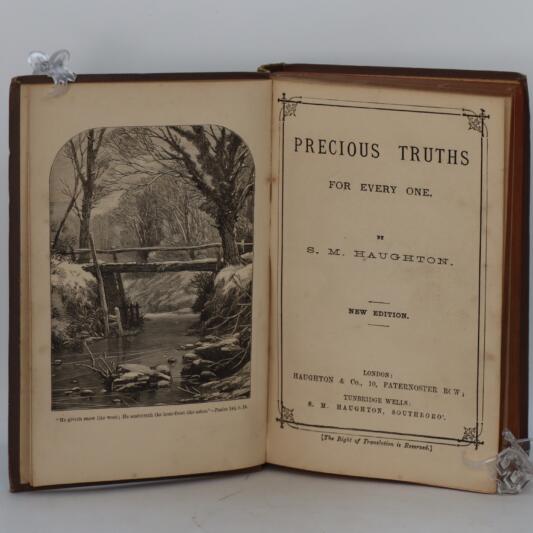 "He giveth snow like wool; He scattereth the hoar-frost like ashes."—Psalm 147, v. 16.
PRECIOUS TRUTHS
FOR EVERY ONE.
BY
S. M. HAUGHTON.
NEW EDITION.
LONDON:
HAUGHTON & Co., 10, PATERNOSTER ROW;
TUNBRIDGE WELLS:
S. M. HAUGHTON, SOUTHBORO'.
[The Right of Translation is Reserved.]